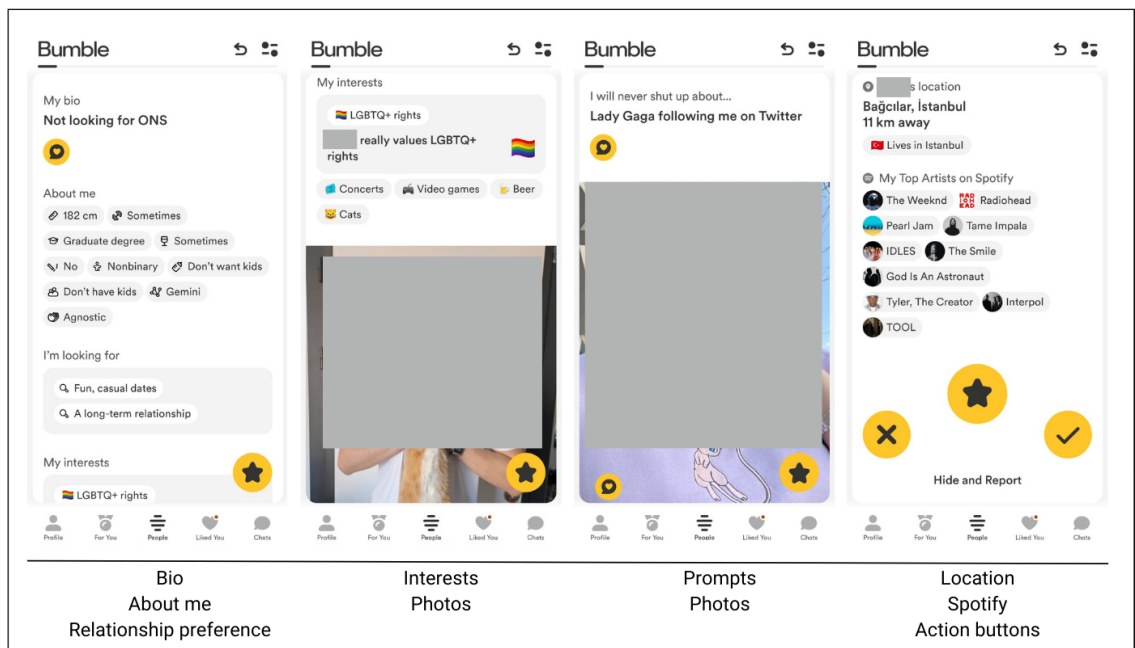 Bumble
My bio
Not looking for ONS
About me
182 cm Sometimes
Graduate degree Sometimes
No Nonbinary Don't want kids
Don't have kids Gemini
Agnostic
I'm looking for
Fun, casual dates
A long-term relationship
My interests
LGBTQ+ rights
Profile For You People Liked You Chats
Bio
About me
Relationship preference
Bumble
My interests
LGBTQ+ rights
really values LGBTQ+
rights
Concerts Video games Beer
Cats
Profile For You People Liked You Chats
Interests
Photos
Bumble
I will never shut up about...
Lady Gaga following me on Twitter
Profile For You People Liked You Chats
Prompts
Photos
Bumble
s location
Bağcılar, İstanbul
11 km away
Lives in Istanbul
My Top Artists on Spotify
The Weeknd RADIOHEAD Radiohead
Pearl Jam Tame Impala
IDLES The Smile
God Is An Astronaut
Tyler, The Creator Interpol
TOOL
Hide and Report
Profile For You People Liked You Chats
Location
Spotify
Action buttons